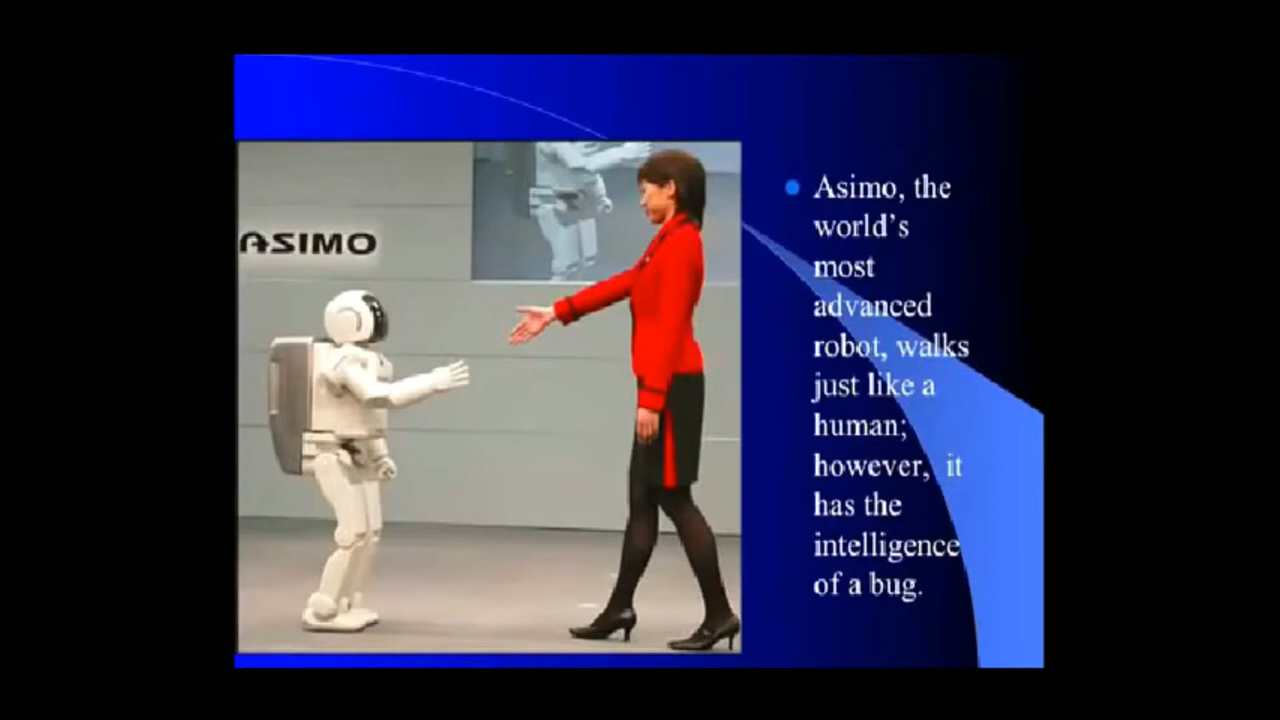 ASIMO
Asimo, the
world's
most
advanced
robot, walks
just like a
human;
however, it
has the
intelligence
of a bug.